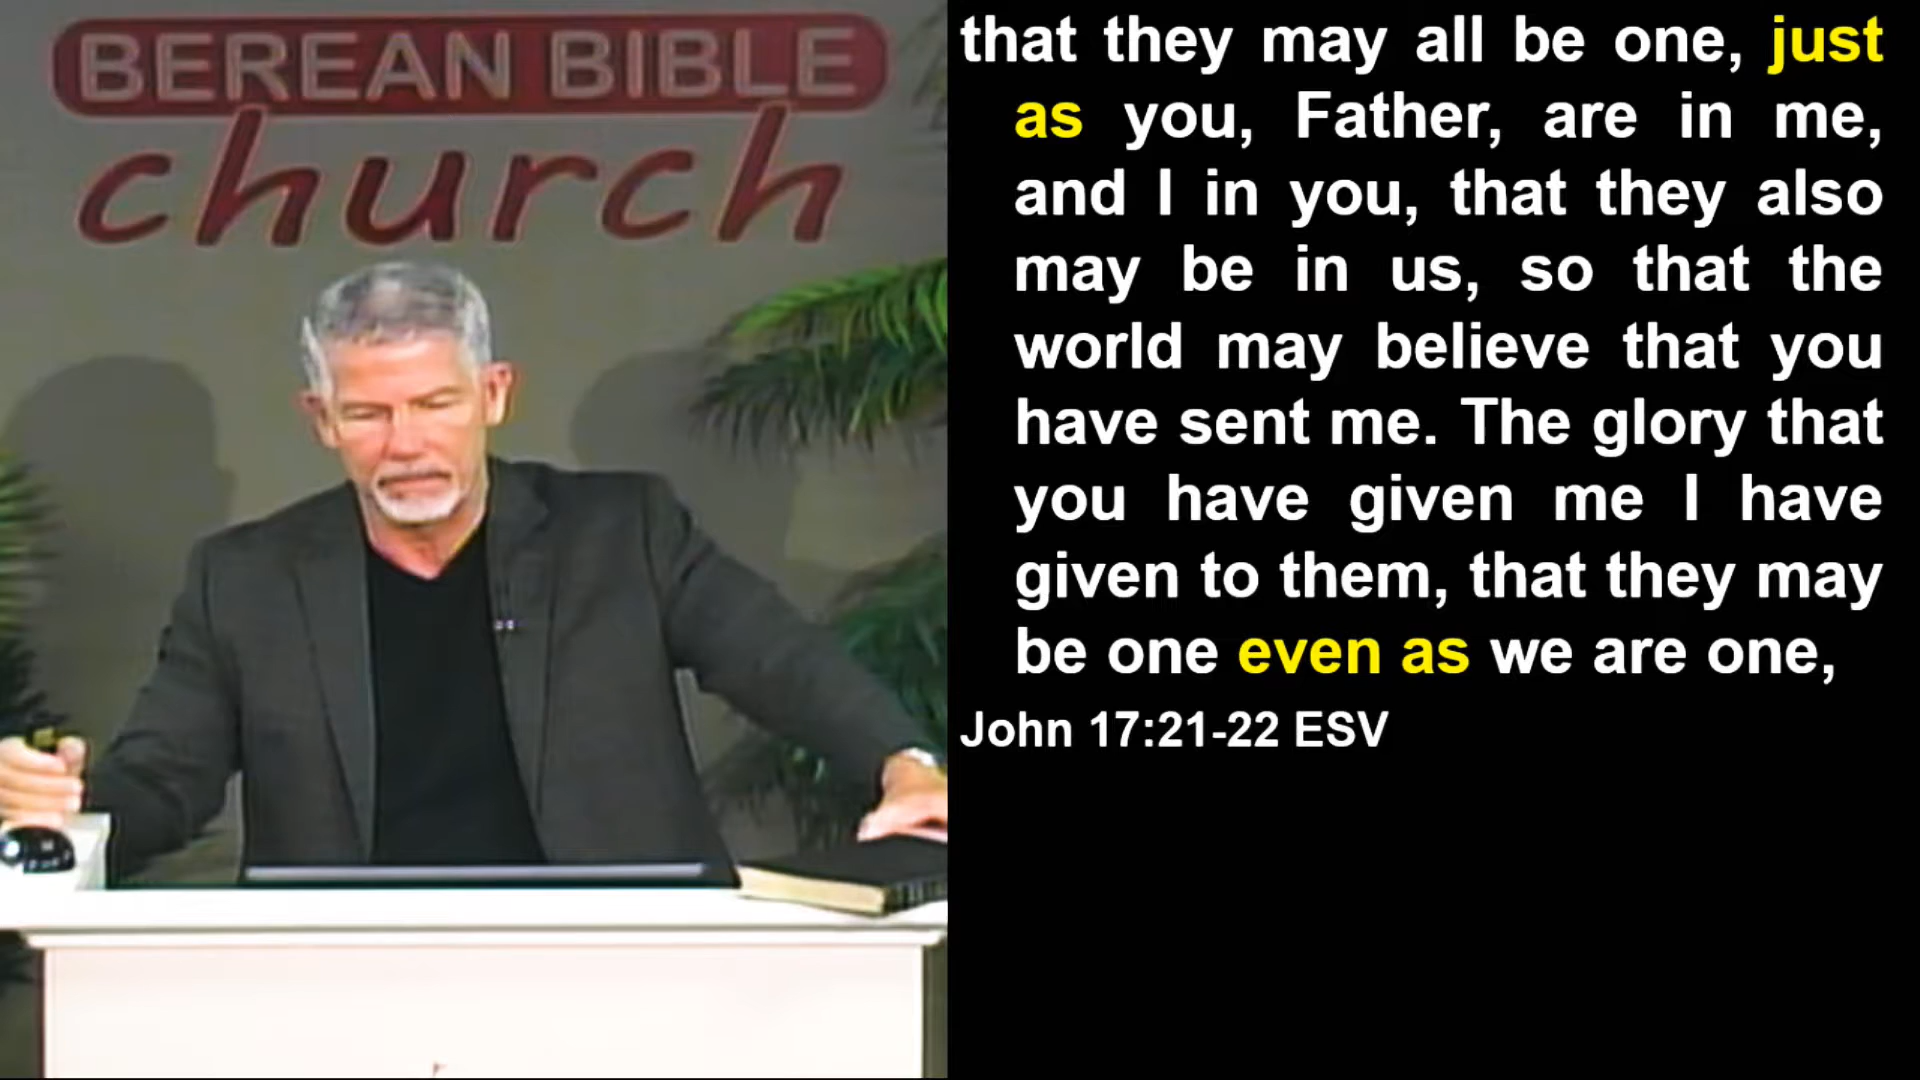 BEREAN BIBLE
church
that they may all be one, just
as you, Father, are in me,
and I in you, that they also
may be in us, so that the
world may believe that you
have sent me. The glory that
you have given me I have
given to them, that they may
be one even as we are one,
John 17:21-22 ESV